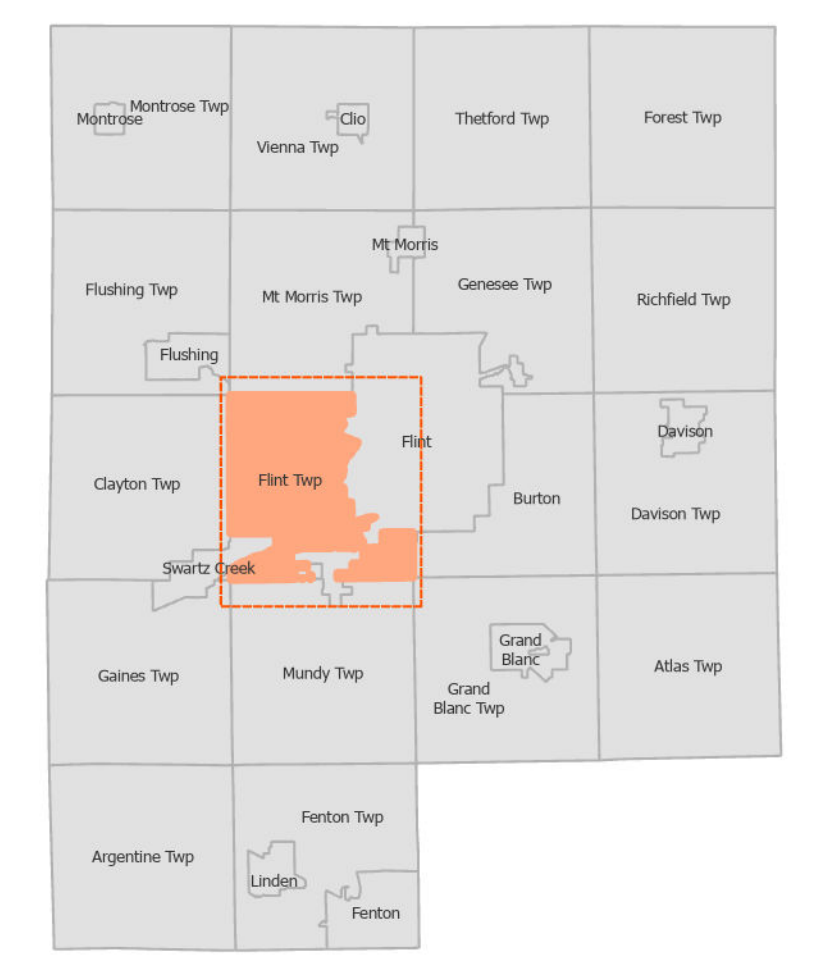 Montrose Twp
Montrose
Clio
Vienna Twp
Thetford Twp
Forest Twp
Mt Morris
Flushing Twp
Mt Morris Twp
Genesee Twp
Richfield Twp
Flushing
Flint
Davison
Clayton Twp
Flint Twp
Burton
Davison Twp
Swartz Creek
Gaines Twp
Mundy Twp
Grand
Blanc
Grand
Blanc Twp
Atlas Twp
Fenton Twp
Argentine Twp
Linden
Fenton